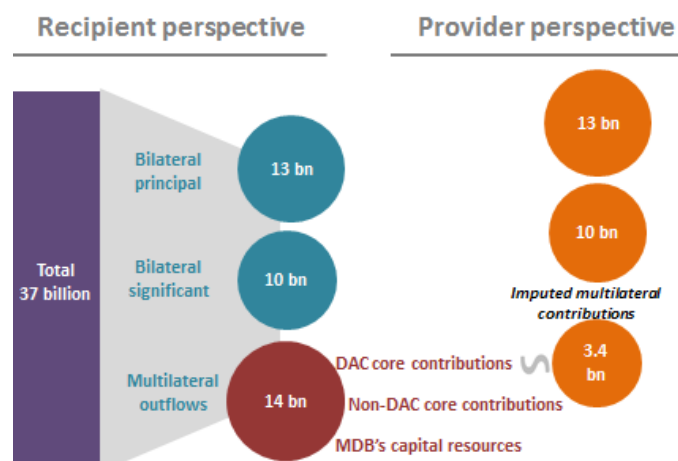 Recipient perspective
Provider perspective
Total
37 billion
Bilateral
principal
13 bn
Bilateral
significant
10 bn
Multilateral
outflows
14 bn
DAC core contributions
Non-DAC core contributions
MDB's capital resources
13 bn
10 bn
Imputed multilateral
contributions
3.4
bn